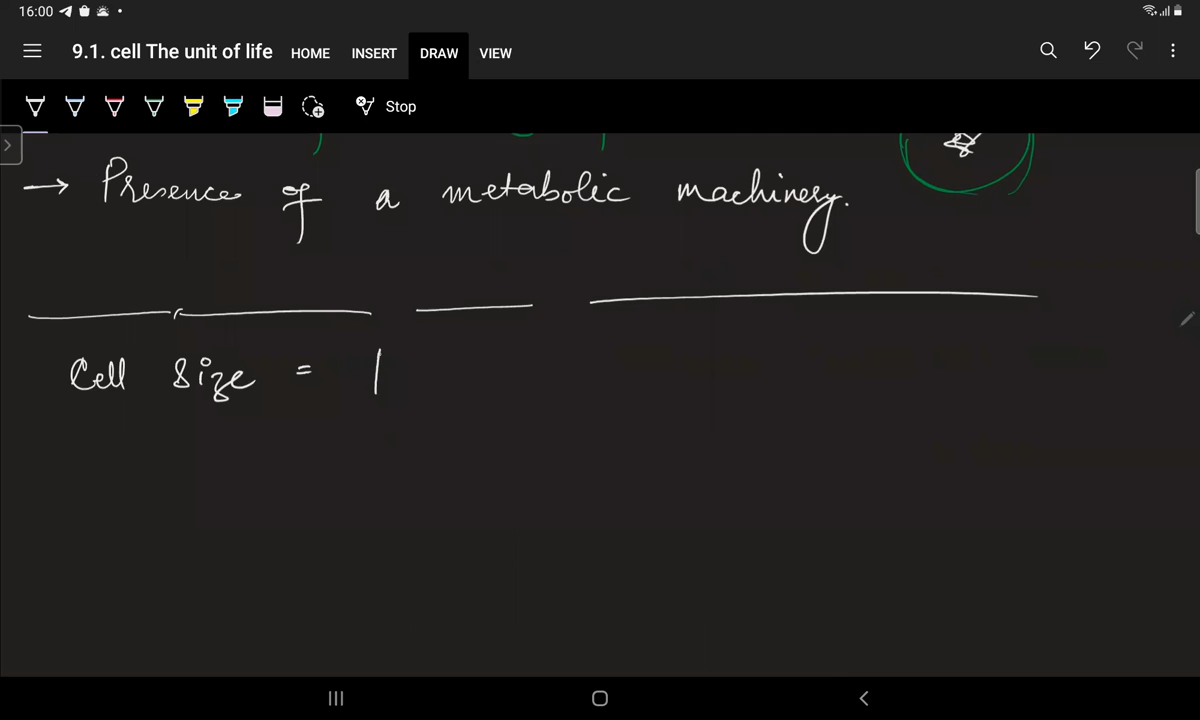 16:00
9.1. cell The unit of life HOME INSERT DRAW VIEW
Stop
→ Presence of a metabolic machinery.
Cell Size = 1